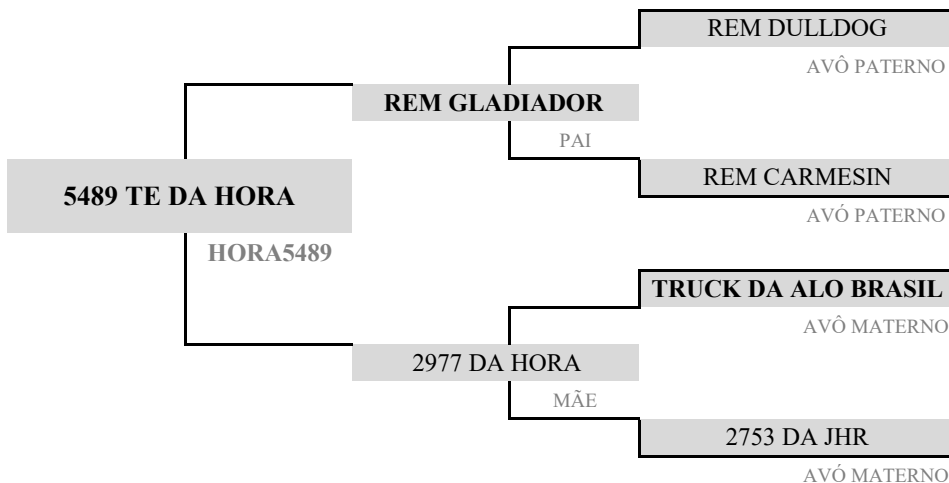 REM DULLDOG
AVÔ PATERNO
REM GLADIADOR
PAI
REM CARMESIN
AVÓ PATERNO
5489 TE DA HORA
HORA5489
TRUCK DA ALO BRASIL
AVÔ MATERNO
2977 DA HORA
MÃE
2753 DA JHR
AVÓ MATERNO